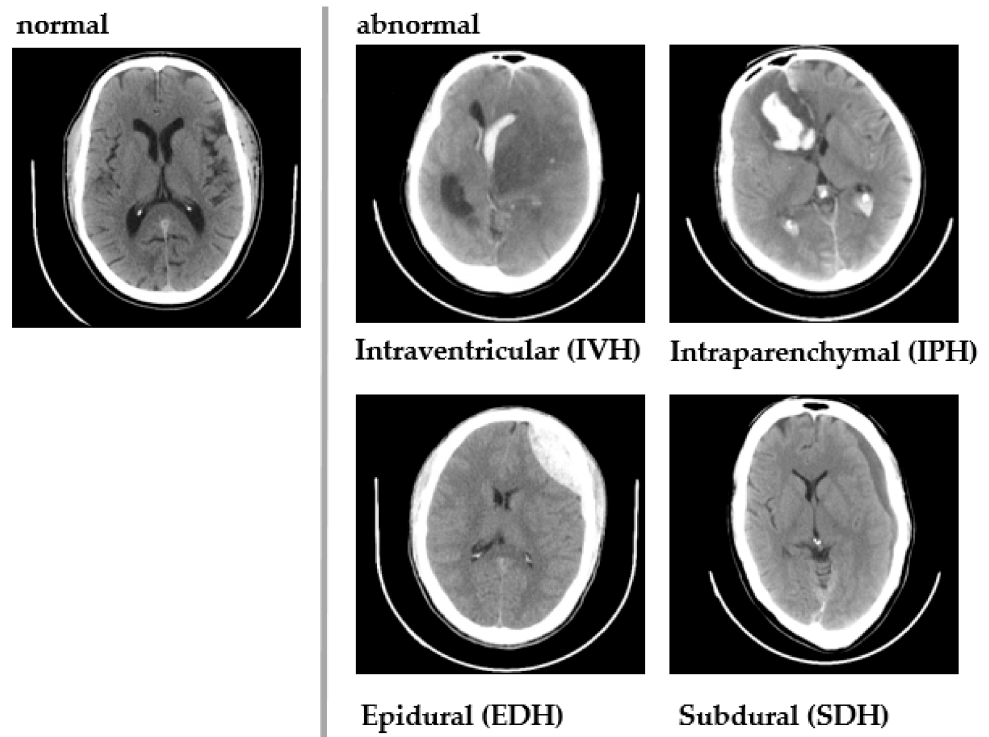 normal
abnormal
Intraventricular (IVH)
Intraparenchymal (IPH)
Epidural (EDH)
Subdural (SDH)